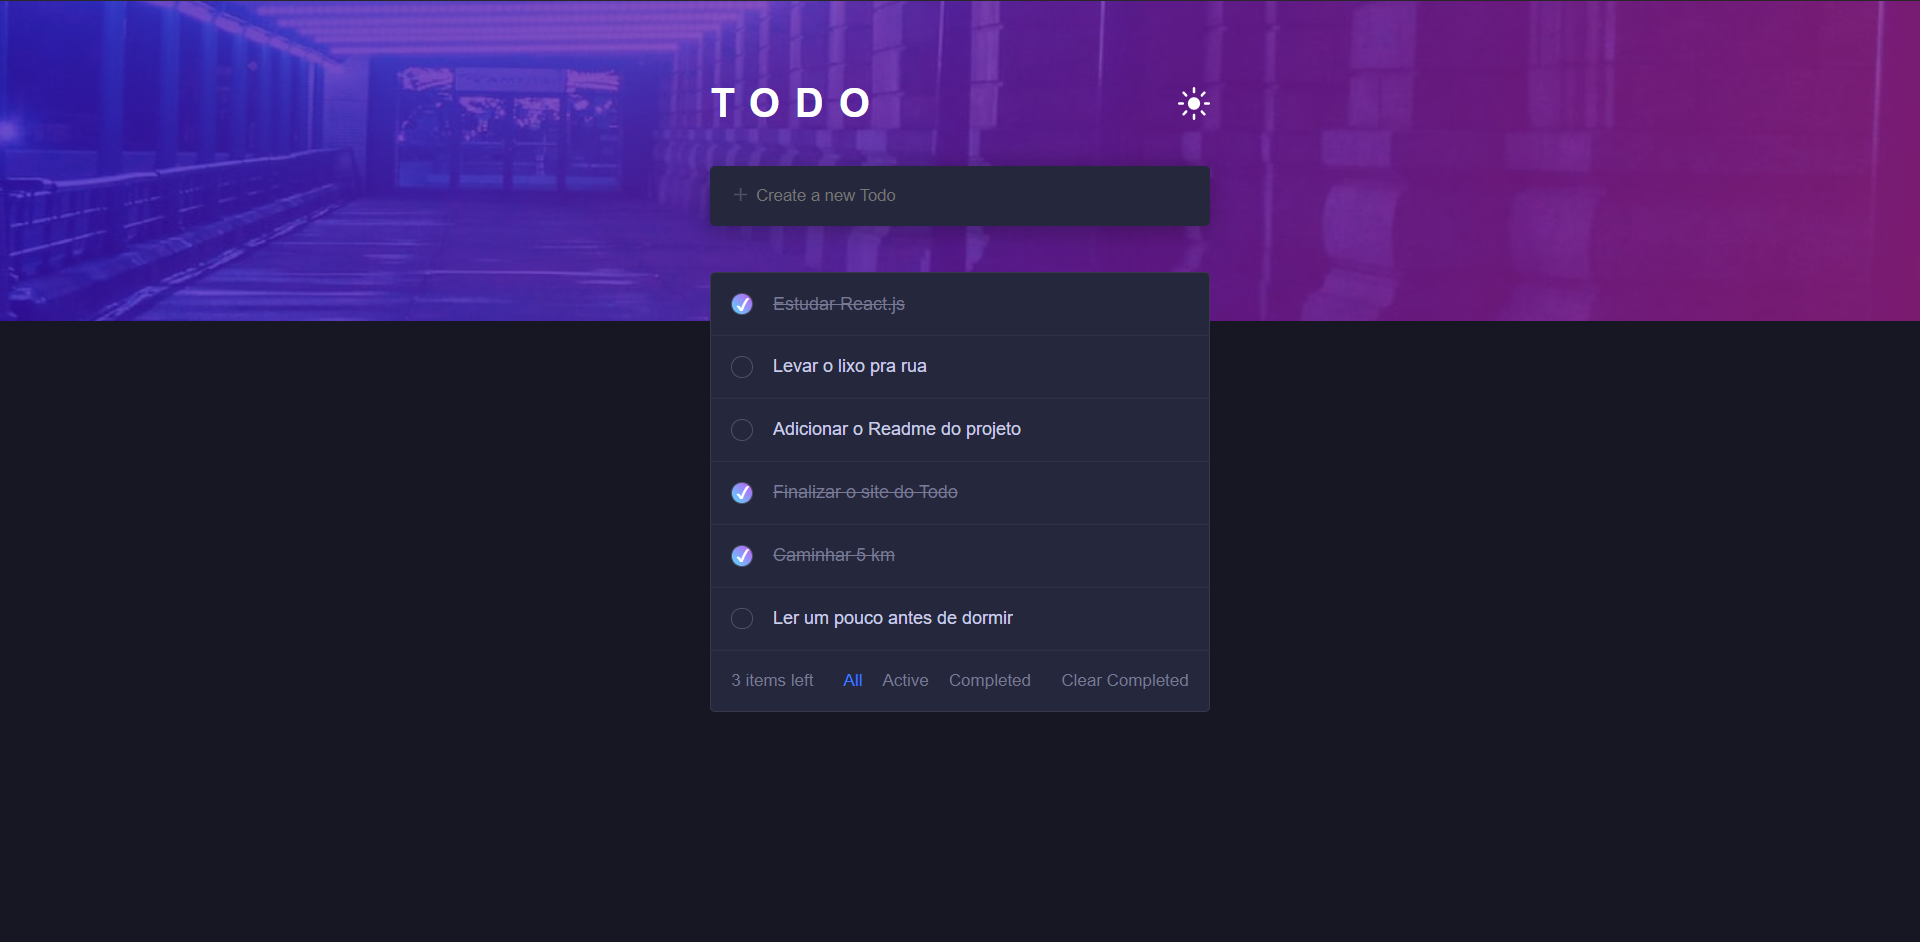 TODO
Create a new Todo
Estudar React.js
Levar o lixo pra rua
Adicionar o Readme do projeto
Finalizar o site do Todo
Caminhar 5 km
Ler um pouco antes de dormir
3 items left All Active Completed Clear Completed